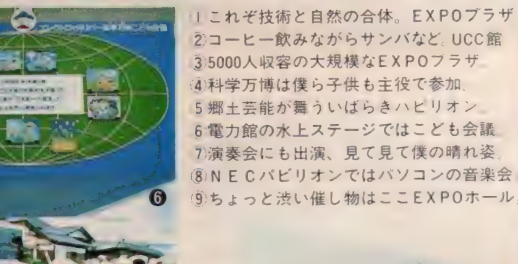 ①これぞ技術と自然の合体。EXPOプラザ
②コーヒー飲みながらサンバなど、UCC館
③5000人収容の大規模なEXPOプラザ
④科学万博は僕ら子供も主役で参加、
⑤郷土芸能が舞ういばらきパビリオン
⑥電力館の水上ステージではこども会議、
⑦演奏会にも出演、見て見て僕の晴れ姿、
⑧NECパビリオンではパソコンの音楽会
⑨ちょっと渋い催し物はここEXPOホール
⑥